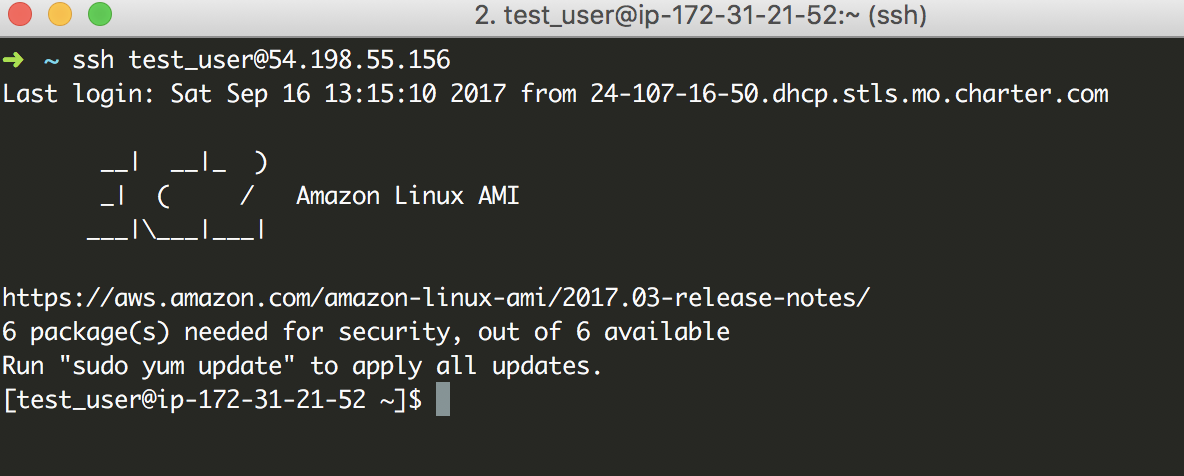 2. test_user@ip-172-31-21-52:~ (ssh)
➜  ~ ssh test_user@54.198.55.156
Last login: Sat Sep 16 13:15:10 2017 from 24-107-16-50.dhcp.stls.mo.charter.com
       __|  __|_  )
       _|  (     /   Amazon Linux AMI
      ___|\___|___|
https://aws.amazon.com/amazon-linux-ami/2017.03-release-notes/
6 package(s) needed for security, out of 6 available
Run "sudo yum update" to apply all updates.
[test_user@ip-172-31-21-52 ~]$